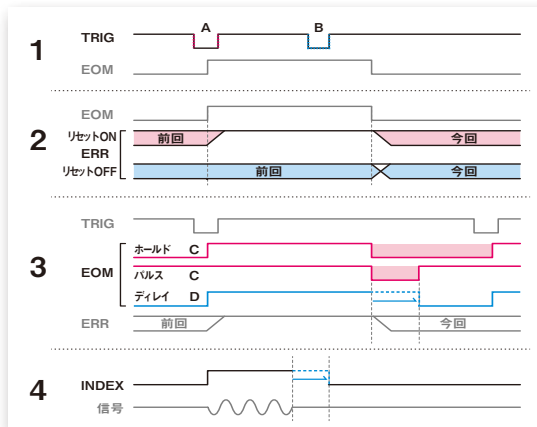 1
A
B
TRIG
EOM
2
EOM
リセットON
前回
今回
ERR
リセットOFF
前回
今回
3
TRIG
ホールド C
EOM
パルス C
ディレイ D
ERR
前回
今回
4
INDEX
信号